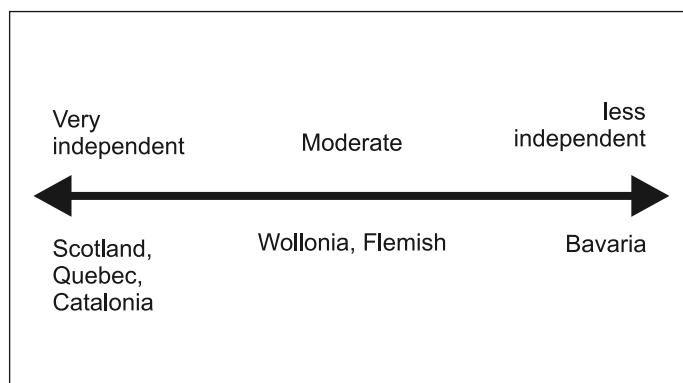 Very
independent
Moderate
less
independent
Scotland,
Quebec,
Catalonia
Wollonia, Flemish
Bavaria